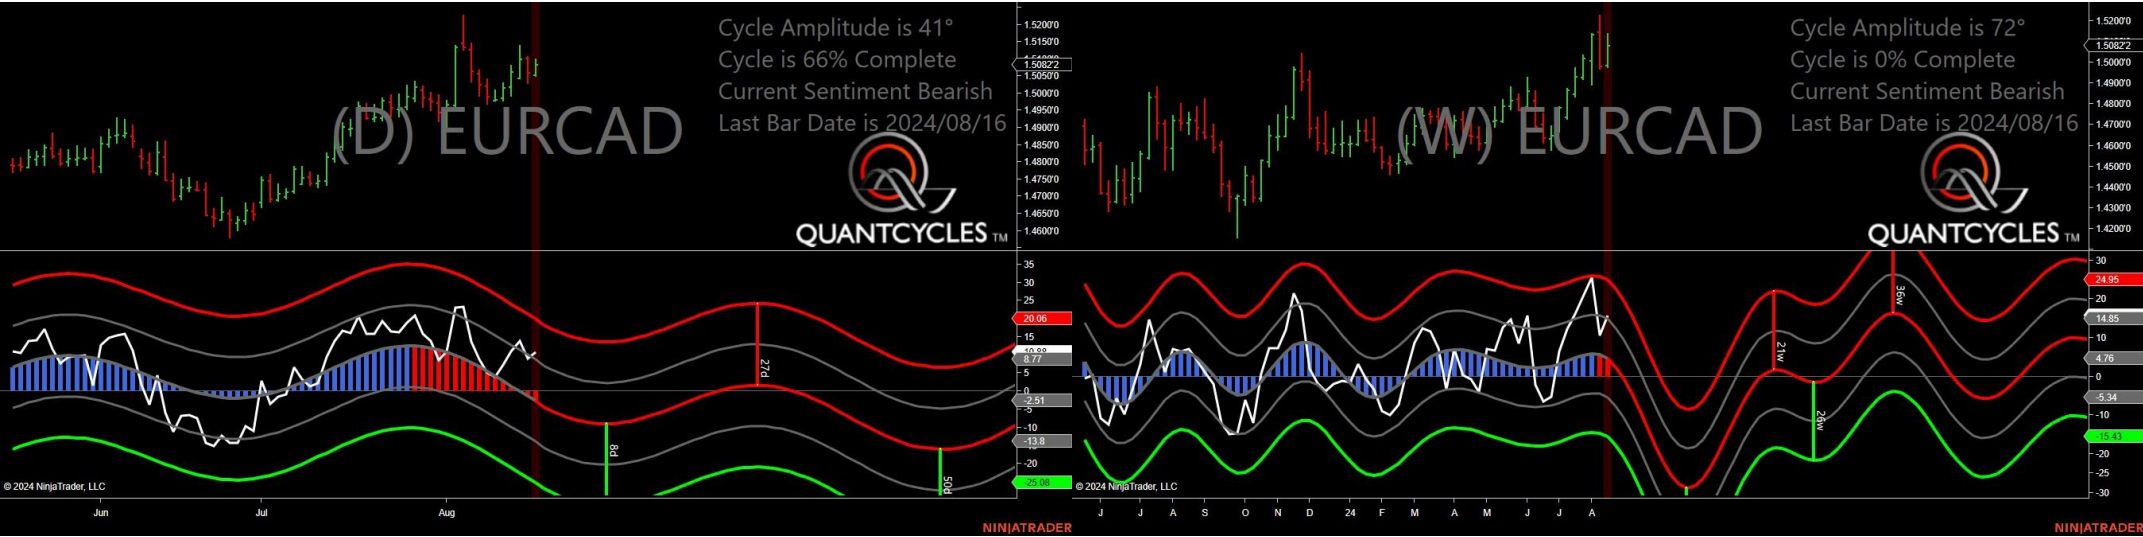 Cycle Amplitude is 41°
Cycle is 66% Complete
Current Sentiment Bearish
Last Bar Date is 2024/08/16
(D) EURCAD
QUANTCYCLES TM
1.5200'0
1.5150'0
1.5082'2
1.5050'0
1.5000'0
1.4950'0
1.4900'0
1.4850'0
1.4800'0
1.4750'0
1.4700'0
1.4650'0
1.4600'0
35
30
25
20.06
15
8.77
5
0
-2.51
-5
-10
-13.8
-20
-25.08
27d
8d
50d
© 2024 NinjaTrader, LLC
Jun Jul Aug
NINJATRADER
Cycle Amplitude is 72°
Cycle is 0% Complete
Current Sentiment Bearish
Last Bar Date is 2024/08/16
(W) EURCAD
QUANTCYCLES TM
1.5200'0
1.5082'2
1.5000'0
1.4900'0
1.4800'0
1.4700'0
1.4600'0
1.4500'0
1.4400'0
1.4300'0
1.4200'0
30
24.95
20
14.85
10
4.76
0
-5.34
-10
-15.43
-20
-25
-30
21w
26w
36w
© 2024 NinjaTrader, LLC
J J A S O N D 24 F M A M J J A
NINJATRADER